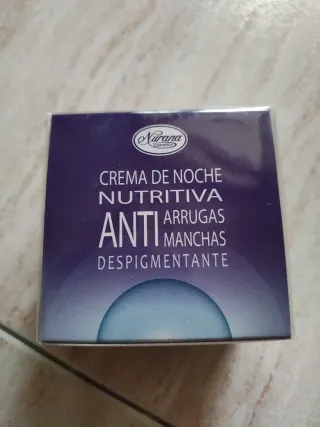 Nurana
CREMA DE NOCHE
NUTRITIVA
ANTI ARRUGAS
MANCHAS
DESPIGMENTANTE